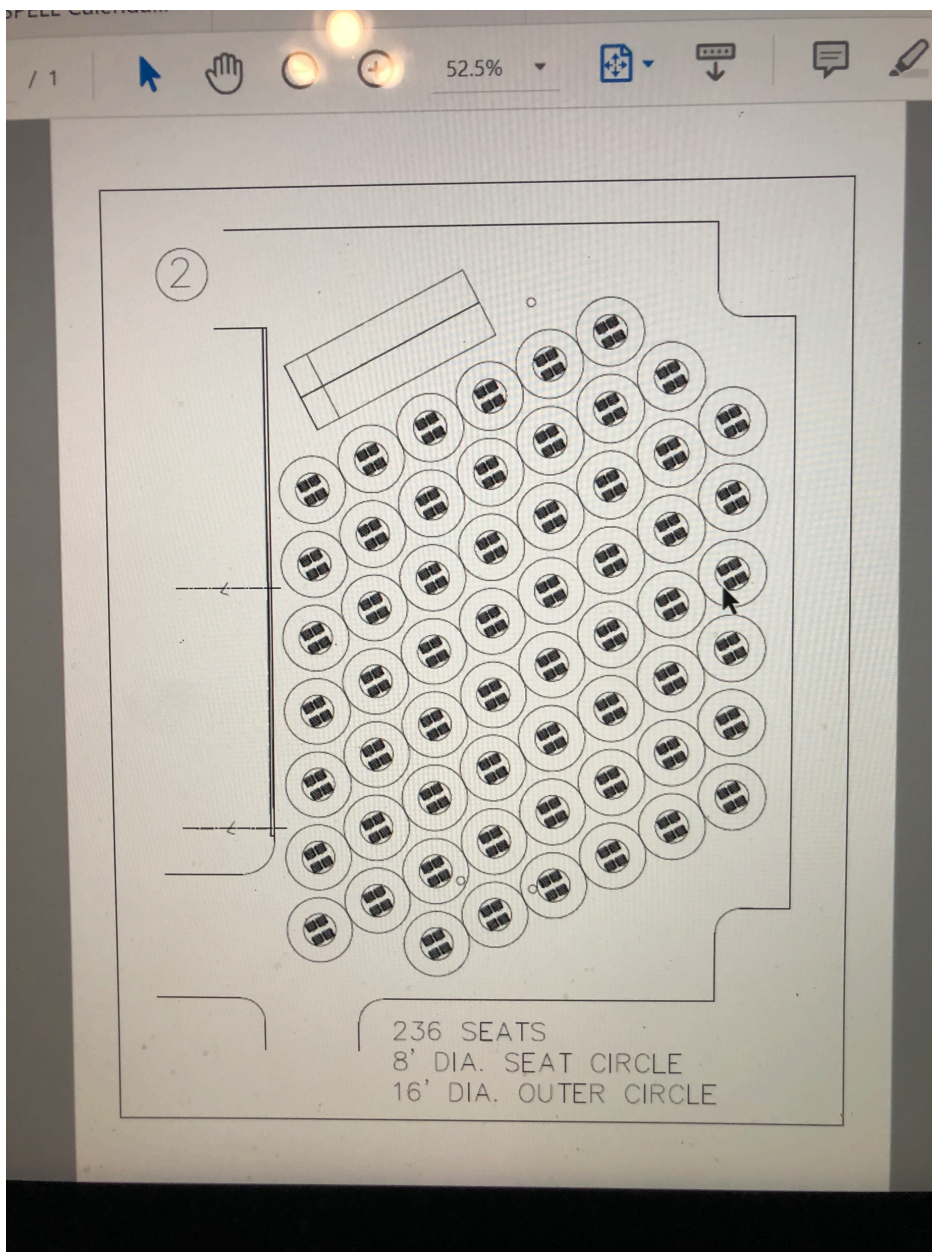 / 1
52.5%
2
236 SEATS
8' DIA. SEAT CIRCLE
16' DIA. OUTER CIRCLE